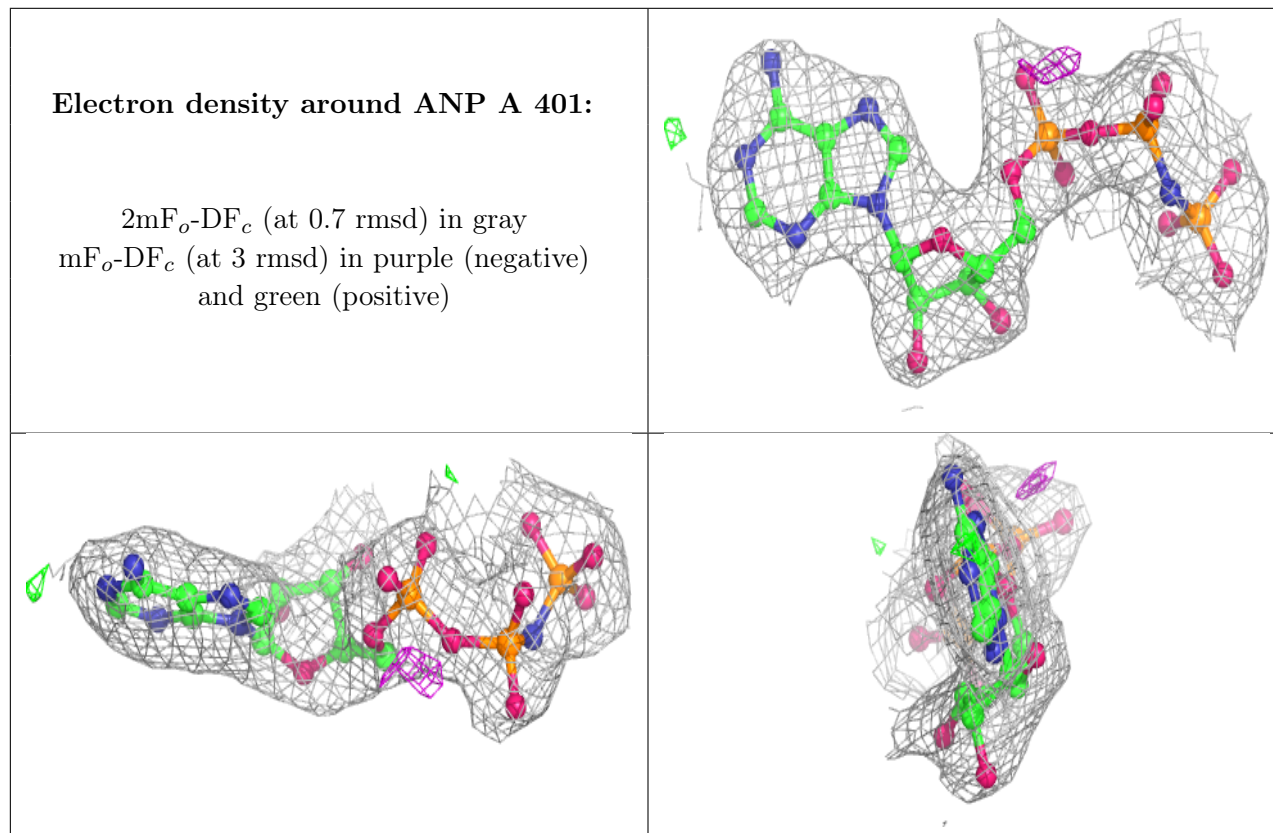 Electron density around ANP A 401:
2mFo-DFc (at 0.7 rmsd) in gray
mFo-DFc (at 3 rmsd) in purple (negative)
and green (positive)